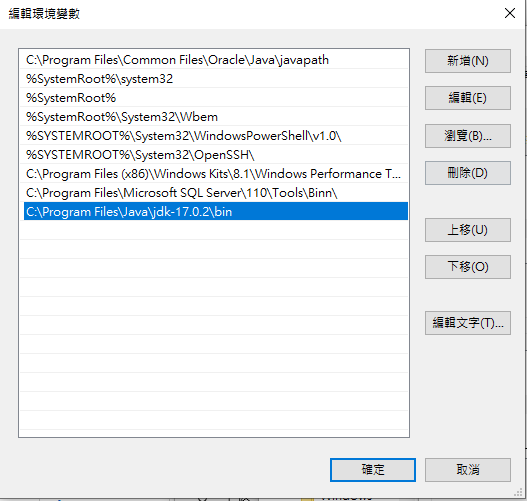 編輯環境變數
C:\Program Files\Common Files\Oracle\Java\javapath
%SystemRoot%\system32
%SystemRoot%
%SystemRoot%\System32\Wbem
%SYSTEMROOT%\System32\WindowsPowerShell\v1.0\
%SYSTEMROOT%\System32\OpenSSH\
C:\Program Files (x86)\Windows Kits\8.1\Windows Performance T...
C:\Program Files\Microsoft SQL Server\110\Tools\Binn\
C:\Program Files\Java\jdk-17.0.2\bin
新增(N)
編輯(E)
瀏覽(B)...
刪除(D)
上移(U)
下移(O)
編輯文字(T)...
確定
取消